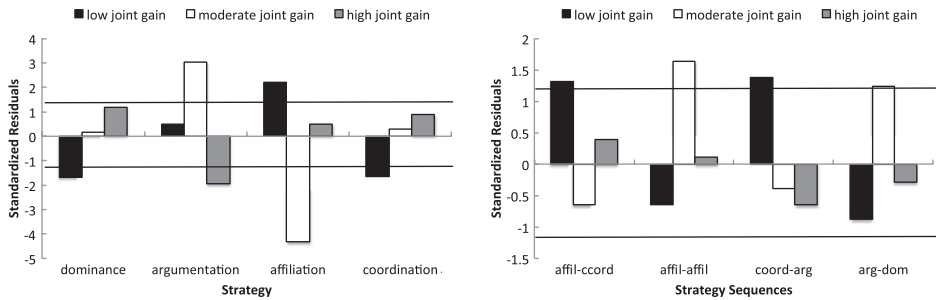 low joint gain moderate joint gain high joint gain
Standardized Residuals
4
3
2
1
0
-1
-2
-3
-4
-5
dominance argumentation affiliation coordination
Strategy
low joint gain moderate joint gain high joint gain
Standardized Residuals
2
1.5
1
0.5
0
-0.5
-1
-1.5
affil-ccord affil-affil coord-arg arg-dom
Strategy Sequences